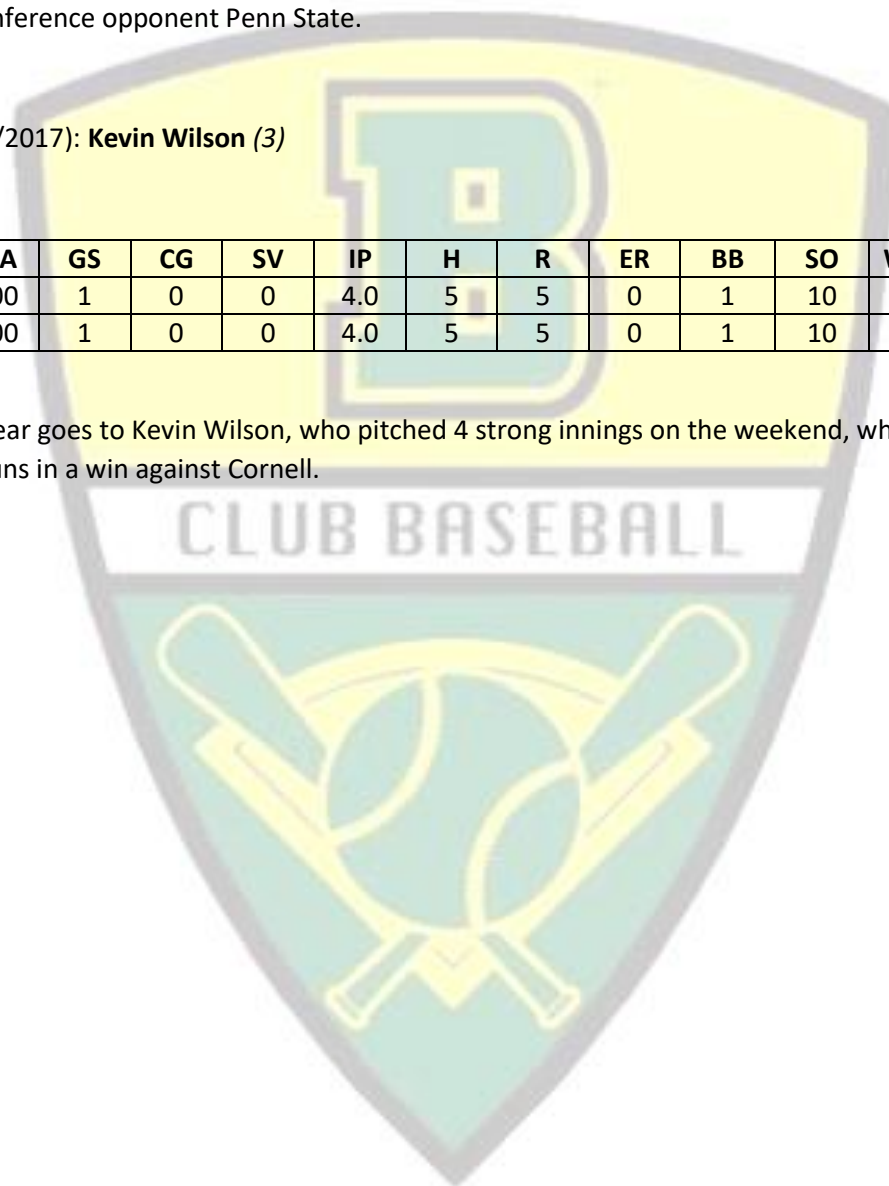 nference opponent Penn State.
/2017): Kevin Wilson (3)
A GS CG SV IP H R ER BB SO
00 1 0 0 4.0 5 5 0 1 10
00 1 0 0 4.0 5 5 0 1 10
ear goes to Kevin Wilson, who pitched 4 strong innings on the weekend, wh
uns in a win against Cornell.
B
CLUB BASEBALL